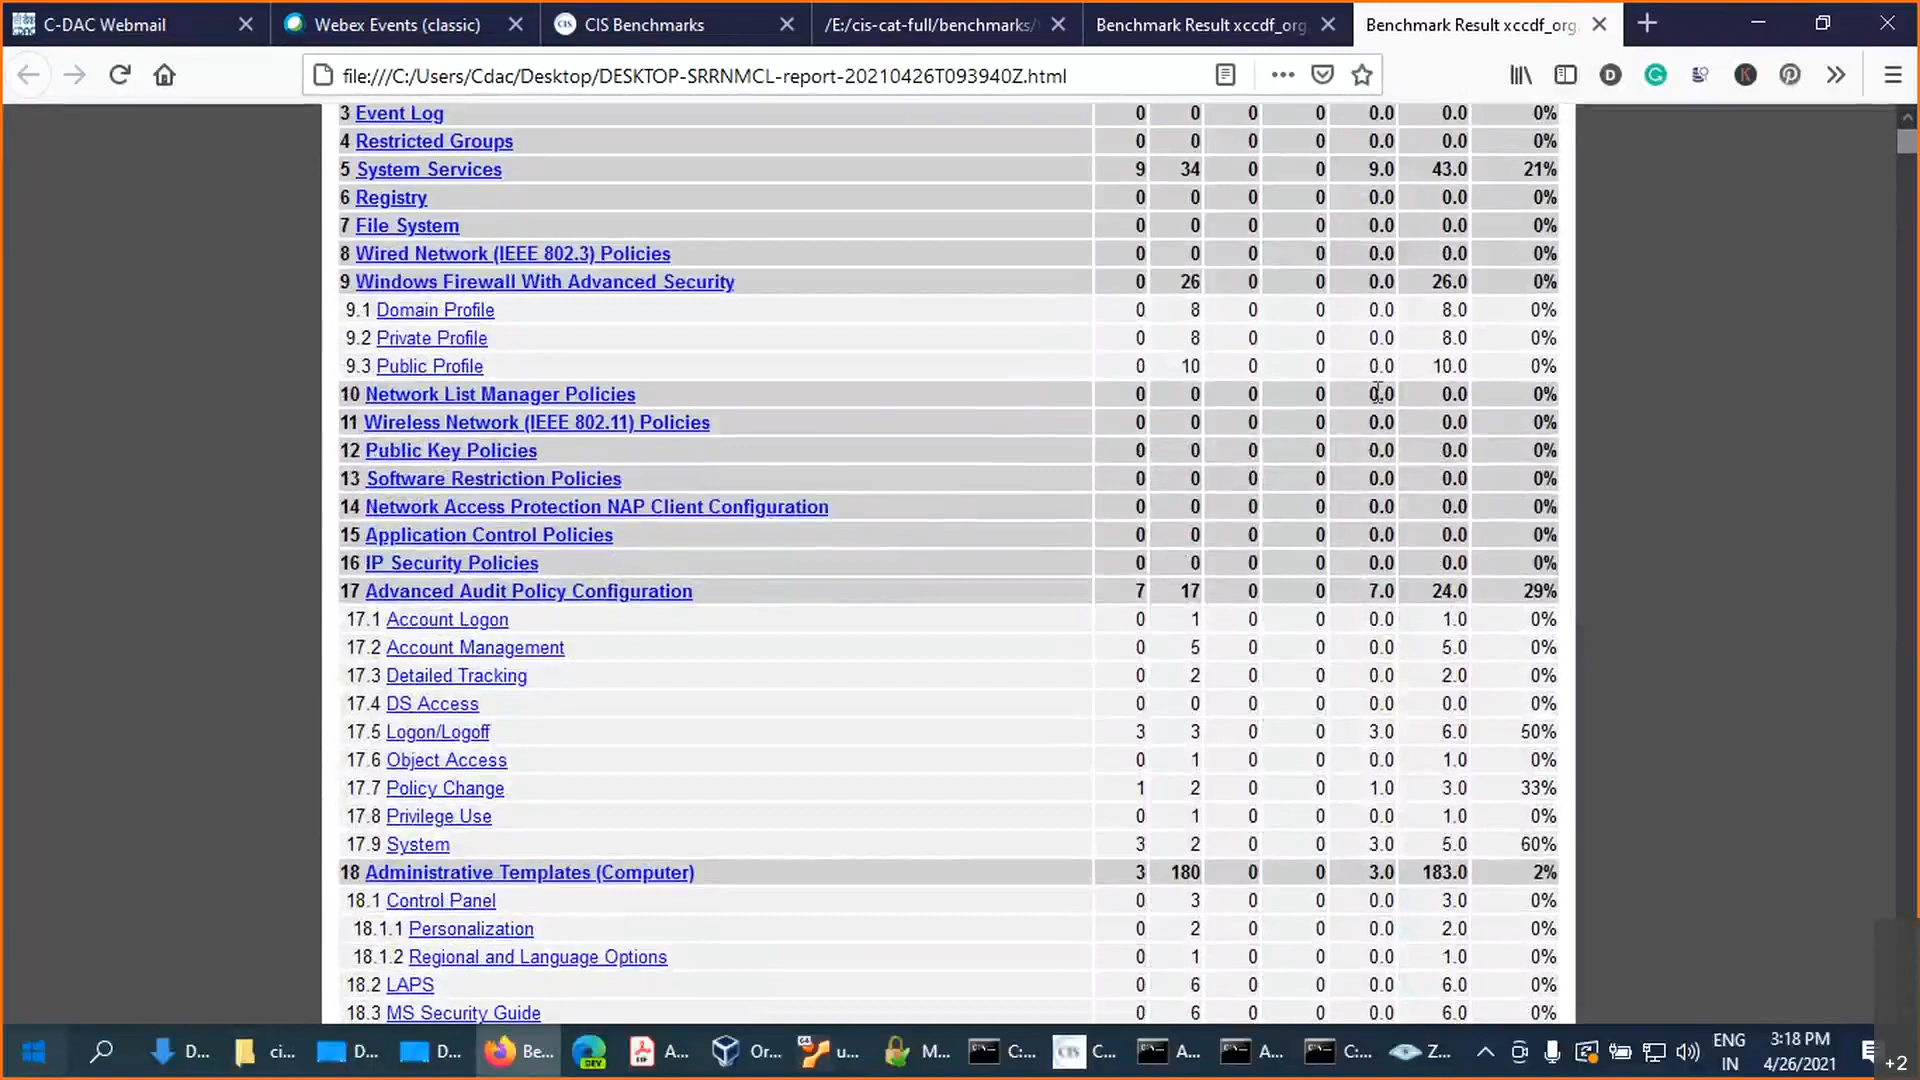 C-DAC Webmail
Webex Events (classic)
CIS CIS Benchmarks
/E:/cis-cat-full/benchmarks/
Benchmark Result xccdf_org.
Benchmark Result xccdf_org.
file:///C:/Users/Cdac/Desktop/DESKTOP-SRRNMCL-report-20210426T093940Z.html
3 Event Log 0 0 0 0 0.0 0.0 0%
4 Restricted Groups 0 0 0 0 0.0 0.0 0%
5 System Services 9 34 0 0 9.0 43.0 21%
6 Registry 0 0 0 0 0.0 0.0 0%
7 File System 0 0 0 0 0.0 0.0 0%
8 Wired Network (IEEE 802.3) Policies 0 0 0 0 0.0 0.0 0%
9 Windows Firewall With Advanced Security 0 26 0 0 0.0 26.0 0%
9.1 Domain Profile 0 8 0 0 0.0 8.0 0%
9.2 Private Profile 0 8 0 0 0.0 8.0 0%
9.3 Public Profile 0 10 0 0 0.0 10.0 0%
10 Network List Manager Policies 0 0 0 0 0.0 0.0 0%
11 Wireless Network (IEEE 802.11) Policies 0 0 0 0 0.0 0.0 0%
12 Public Key Policies 0 0 0 0 0.0 0.0 0%
13 Software Restriction Policies 0 0 0 0 0.0 0.0 0%
14 Network Access Protection NAP Client Configuration 0 0 0 0 0.0 0.0 0%
15 Application Control Policies 0 0 0 0 0.0 0.0 0%
16 IP Security Policies 0 0 0 0 0.0 0.0 0%
17 Advanced Audit Policy Configuration 7 17 0 0 7.0 24.0 29%
17.1 Account Logon 0 1 0 0 0.0 1.0 0%
17.2 Account Management 0 5 0 0 0.0 5.0 0%
17.3 Detailed Tracking 0 2 0 0 0.0 2.0 0%
17.4 DS Access 0 0 0 0 0.0 0.0 0%
17.5 Logon/Logoff 3 3 0 0 3.0 6.0 50%
17.6 Object Access 0 1 0 0 0.0 1.0 0%
17.7 Policy Change 1 2 0 0 1.0 3.0 33%
17.8 Privilege Use 0 1 0 0 0.0 1.0 0%
17.9 System 3 2 0 0 3.0 5.0 60%
18 Administrative Templates (Computer) 3 180 0 0 3.0 183.0 2%
18.1 Control Panel 0 3 0 0 0.0 3.0 0%
18.1.1 Personalization 0 2 0 0 0.0 2.0 0%
18.1.2 Regional and Language Options 0 1 0 0 0.0 1.0 0%
18.2 LAPS 0 6 0 0 0.0 6.0 0%
18.3 MS Security Guide 0 6 0 0 0.0 6.0 0%
D... ci... D... D... Be... DEV A... Or... u... M... C:... CIS C... A... A... C:... Z... ENG 3:18 PM
IN 4/26/2021 +2